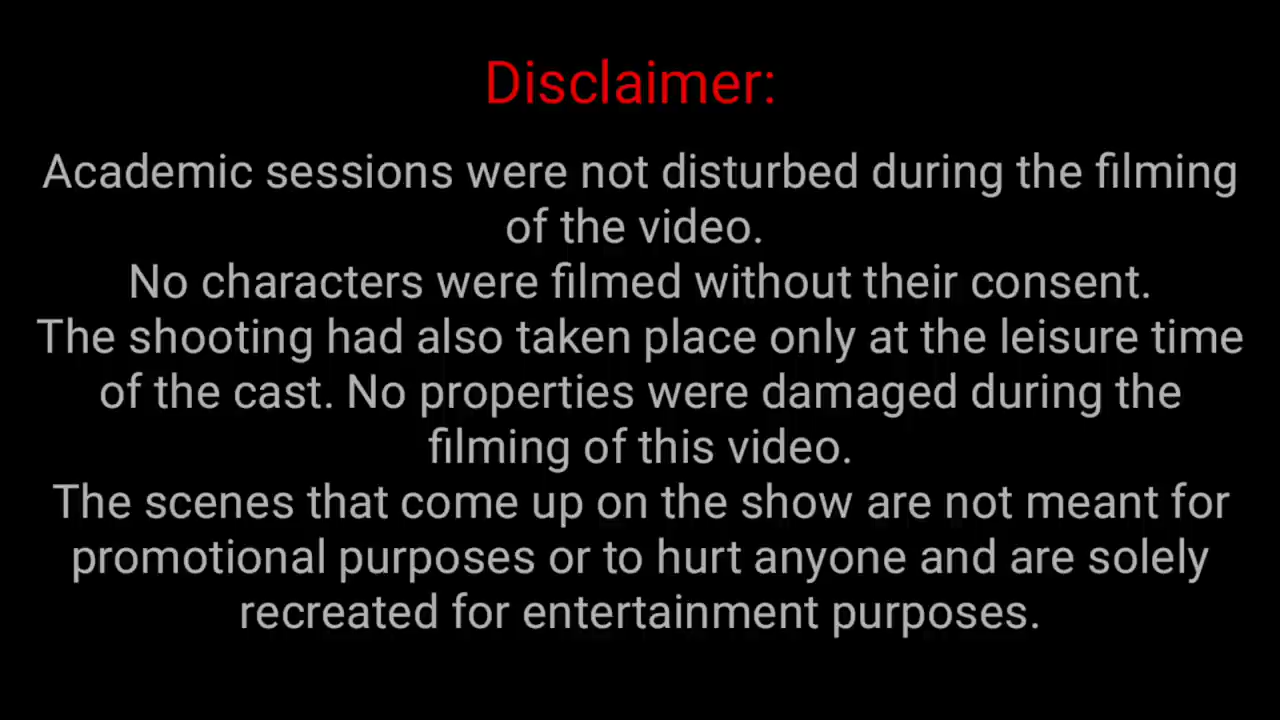 Disclaimer:
Academic sessions were not disturbed during the filming
of the video.
No characters were filmed without their consent.
The shooting had also taken place only at the leisure time
of the cast. No properties were damaged during the
filming of this video.
The scenes that come up on the show are not meant for
promotional purposes or to hurt anyone and are solely
recreated for entertainment purposes.